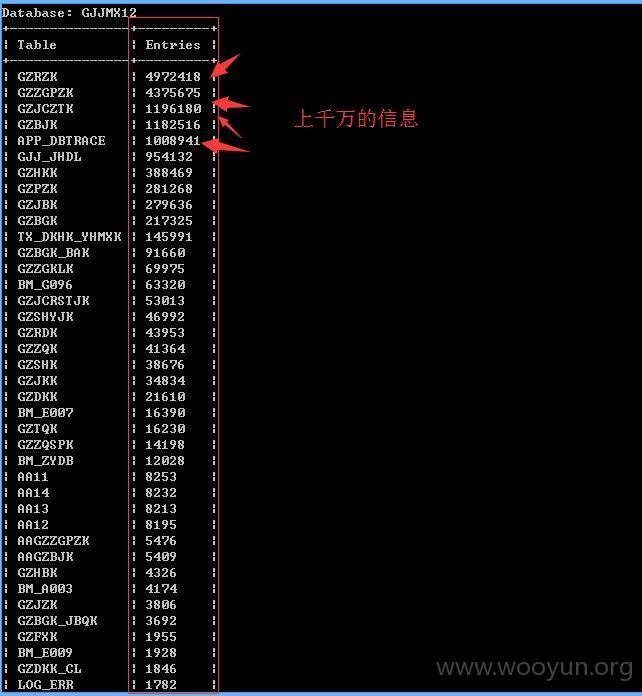 Database: GJJMX12
Table Entries
GZRZK 4972418
GZZGPZK 4375675
GZJCZTK 1196180
上千万的信息
GZBJK 1182516
APP_DBTRACE 1008941
GJJ_JHDL 954132
GZHKK 388469
GZPZK 281268
GZJBK 279636
GZBGK 217325
TX_DKHK_YHMXK 145991
GZBGK_BAK 91660
GZZGKLK 69975
BM_G096 63320
GZJCRSTJK 53013
GZSHYJK 46992
GZRDK 43953
GZZQK 41364
GZSHK 38676
GZJKK 34834
GZDKK 21610
BM_E007 16390
GZTQK 16230
GZZQSPK 14198
BM_ZYDB 12028
AA11 8253
AA14 8232
AA13 8213
AA12 8195
AAGZZGPZK 5476
AAGZBJK 5409
GZHBK 4326
BM_A003 4174
GZJZK 3806
GZBGK_JBQK 3692
GZFXK 1955
BM_E009 1928
GZDKK_CL 1846
LOG_ERR 1782
www.wooyun.org